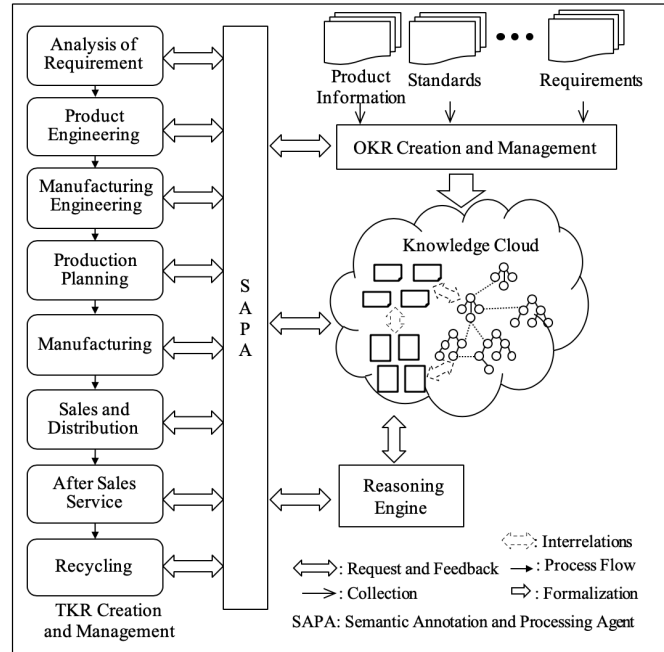 Analysis of
Requirement
Product
Engineering
Manufacturing
Engineering
Production
Planning
Manufacturing
Sales and
Distribution
After Sales
Service
Recycling
TKR Creation
and Management
S
A
P
A
Product
Information
Standards
Requirements
OKR Creation and Management
Knowledge Cloud
Reasoning
Engine
: Interrelations
: Request and Feedback
: Process Flow
: Collection
: Formalization
SAPA: Semantic Annotation and Processing Agent